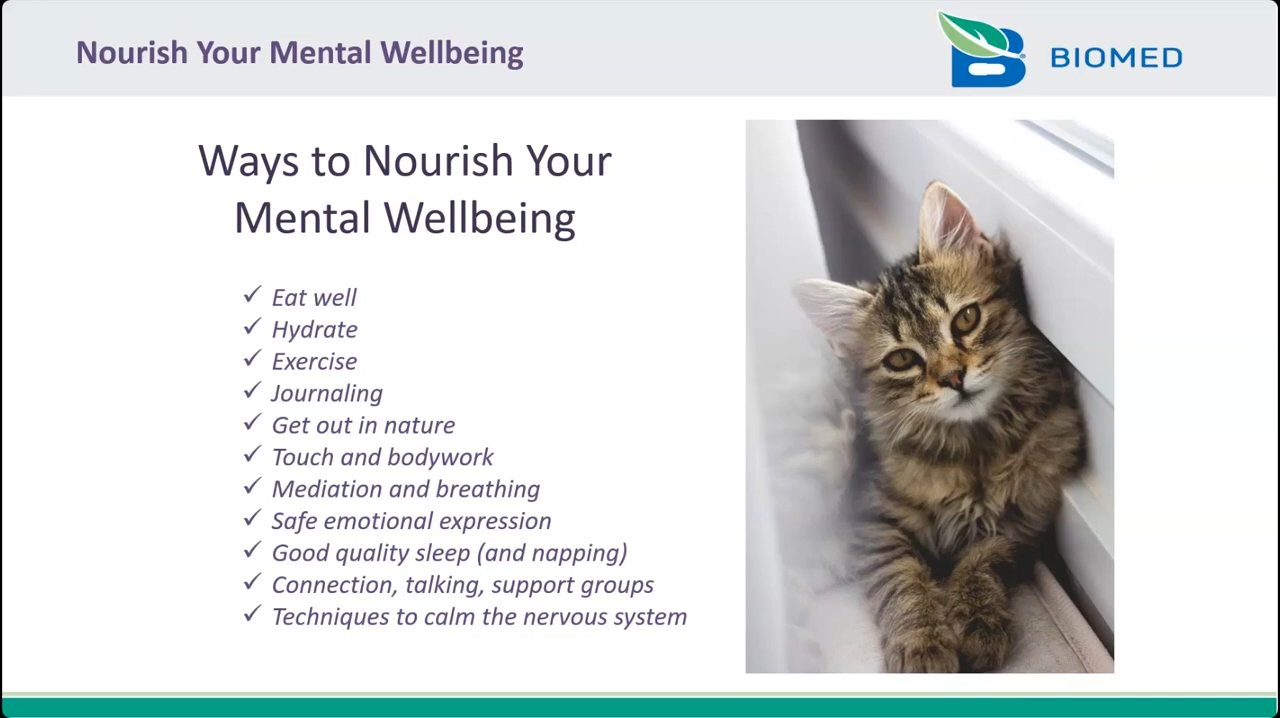 Nourish Your Mental Wellbeing
BIOMED
Ways to Nourish Your
Mental Wellbeing
✓ Eat well
✓ Hydrate
✓ Exercise
✓ Journaling
✓ Get out in nature
✓ Touch and bodywork
✓ Mediation and breathing
✓ Safe emotional expression
✓ Good quality sleep (and napping)
✓ Connection, talking, support groups
✓ Techniques to calm the nervous system